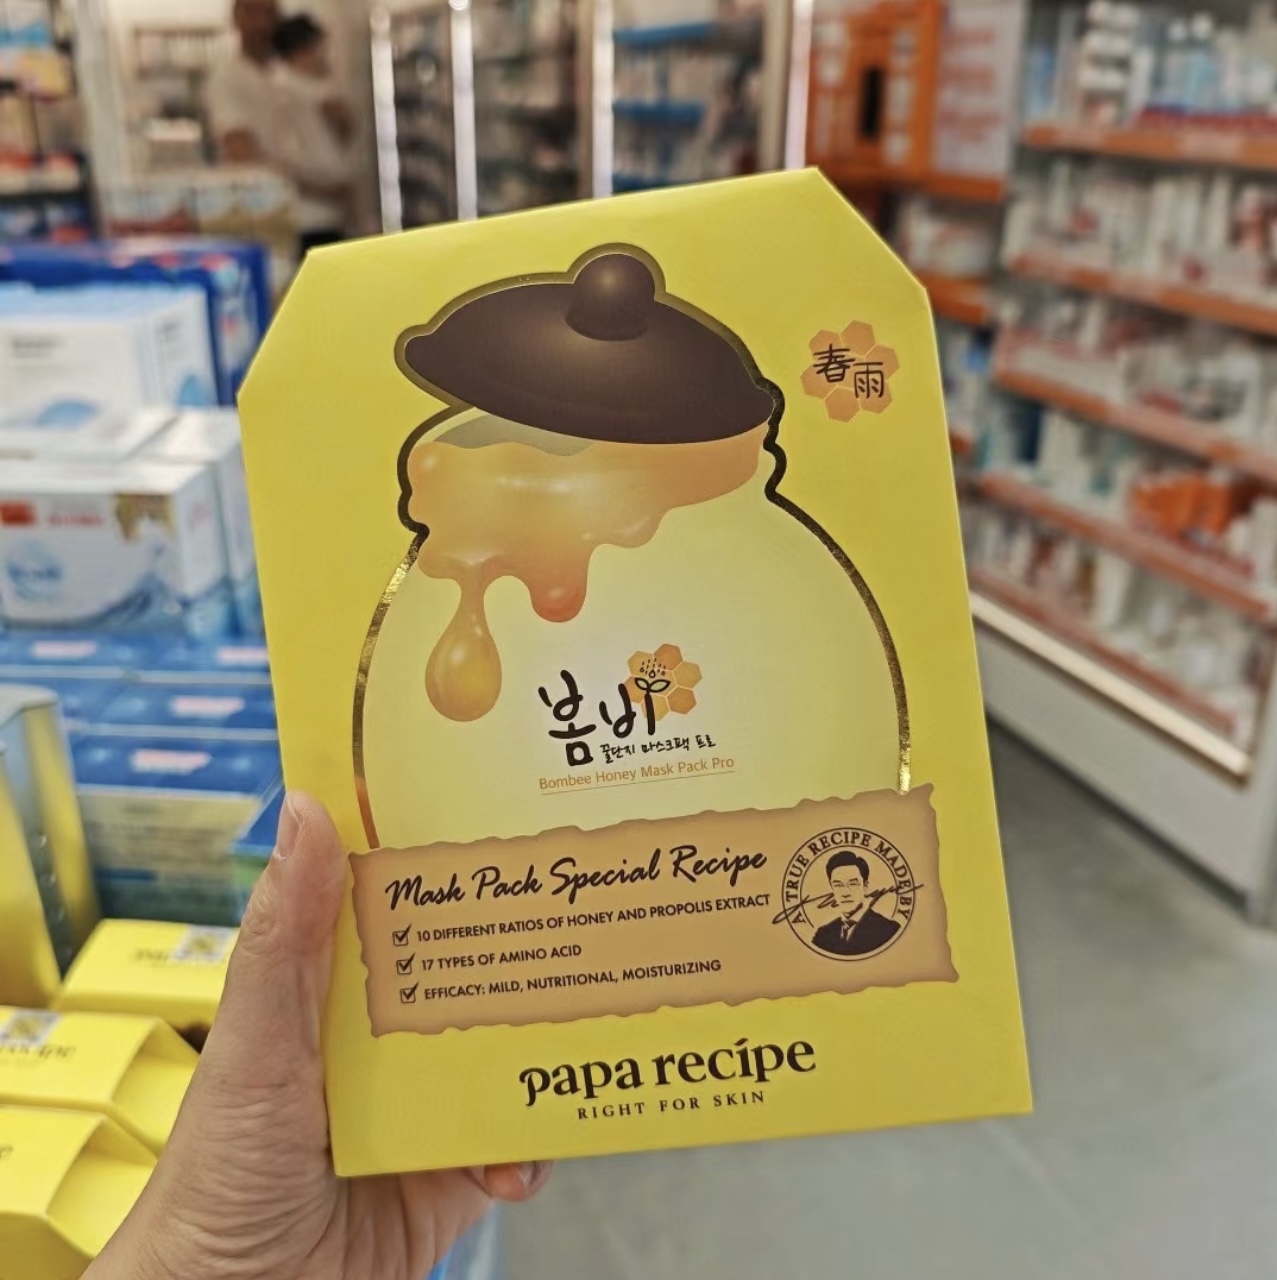 春雨
봄비
꿀단지 마스크팩 프로
Bombee Honey Mask Pack Pro
Mask Pack Special Recipe
10 DIFFERENT RATIOS OF HONEY AND PROPOLIS EXTRACT
17 TYPES OF AMINO ACID
EFFICACY: MILD, NUTRITIONAL, MOISTURIZING
A TRUE RECIPE MADE BY
papa recipe
RIGHT FOR SKIN